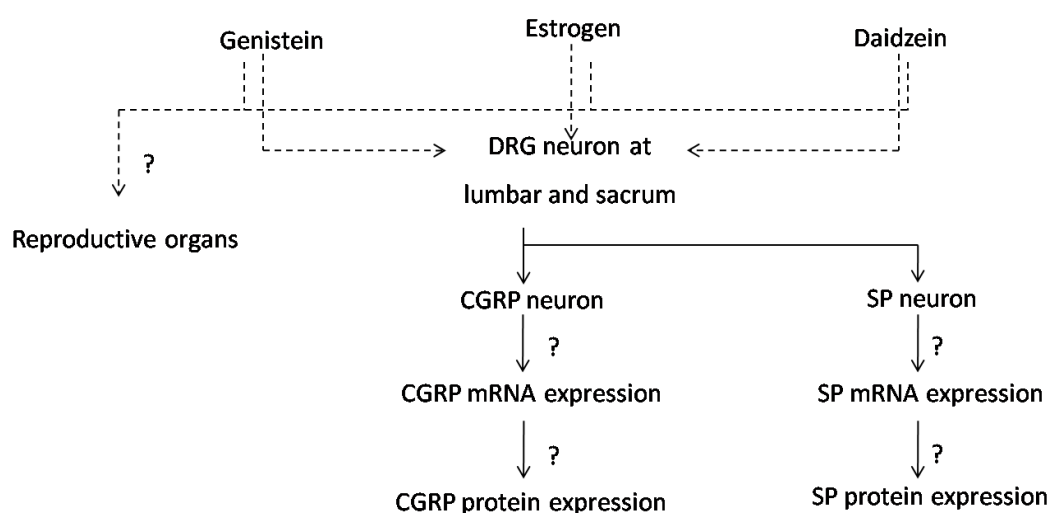 Genistein
Estrogen
Daidzein
DRG neuron at
lumbar and sacrum
?
Reproductive organs
CGRP neuron
SP neuron
?
?
CGRP mRNA expression
SP mRNA expression
?
?
CGRP protein expression
SP protein expression